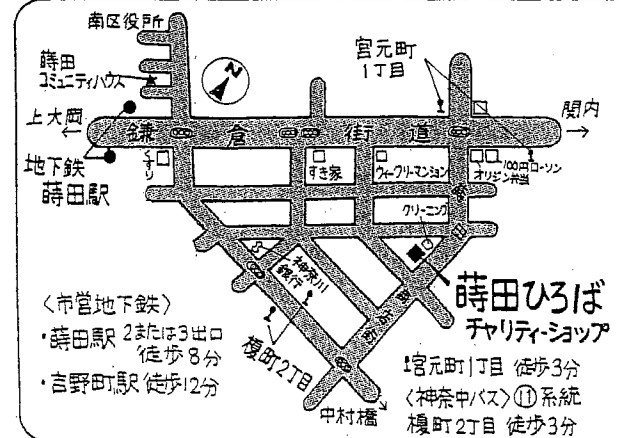 南区役所
蒔田
コミュニティハウス
宮元町
1丁目
上大岡
鎌倉街道
関内
地下鉄
蒔田駅
くすり
すき家
ウィークリーマンション
オリジン弁当
100円ローソン
クリーニング
神奈川
銀行
商店街
蒔田ひろば
チャリティーショップ
〈市営地下鉄〉
・蒔田駅 2または3出口
徒歩8分
・吉野町駅 徒歩12分
榎町2丁目
中村橋
宮元町1丁目 徒歩3分
〈神奈中バス〉⑪系統
榎町2丁目 徒歩3分
N